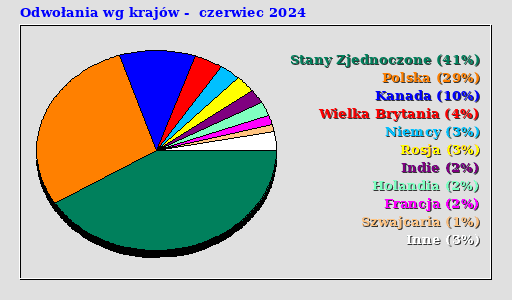 Odwołania wg krajów -  czerwiec 2024
Stany Zjednoczone (41%)
Polska (29%)
Kanada (10%)
Wielka Brytania (4%)
Niemcy (3%)
Rosja (3%)
Indie (2%)
Holandia (2%)
Francja (2%)
Szwajcaria (1%)
Inne (3%)